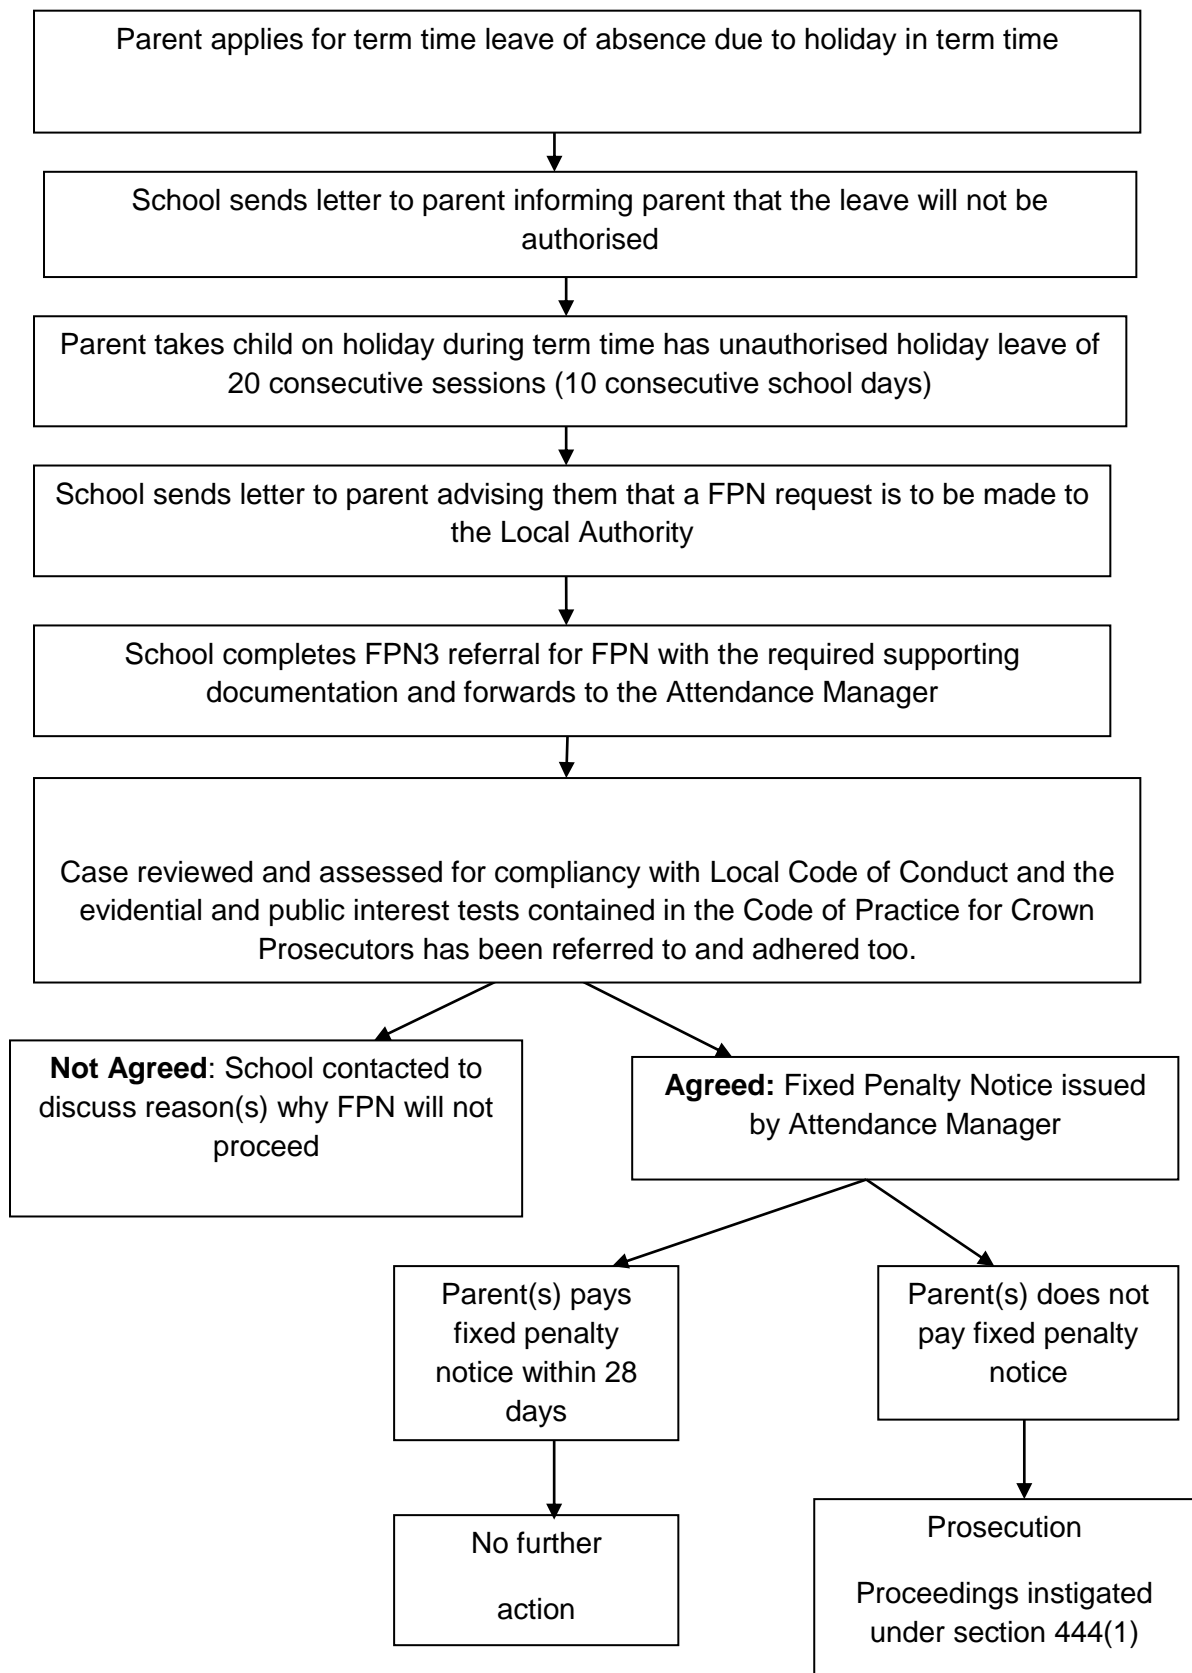 Parent applies for term time leave of absence due to holiday in term time
School sends letter to parent informing parent that the leave will not be
authorised
Parent takes child on holiday during term time has unauthorised holiday leave of
20 consecutive sessions (10 consecutive school days)
School sends letter to parent advising them that a FPN request is to be made to
the Local Authority
School completes FPN3 referral for FPN with the required supporting
documentation and forwards to the Attendance Manager
Case reviewed and assessed for compliancy with Local Code of Conduct and the
evidential and public interest tests contained in the Code of Practice for Crown
Prosecutors has been referred to and adhered too.
Not Agreed: School contacted to
discuss reason(s) why FPN will not
proceed
Agreed: Fixed Penalty Notice issued
by Attendance Manager
Parent(s) pays
fixed penalty
notice within 28
days
Parent(s) does not
pay fixed penalty
notice
No further
action
Prosecution
Proceedings instigated
under section 444(1)